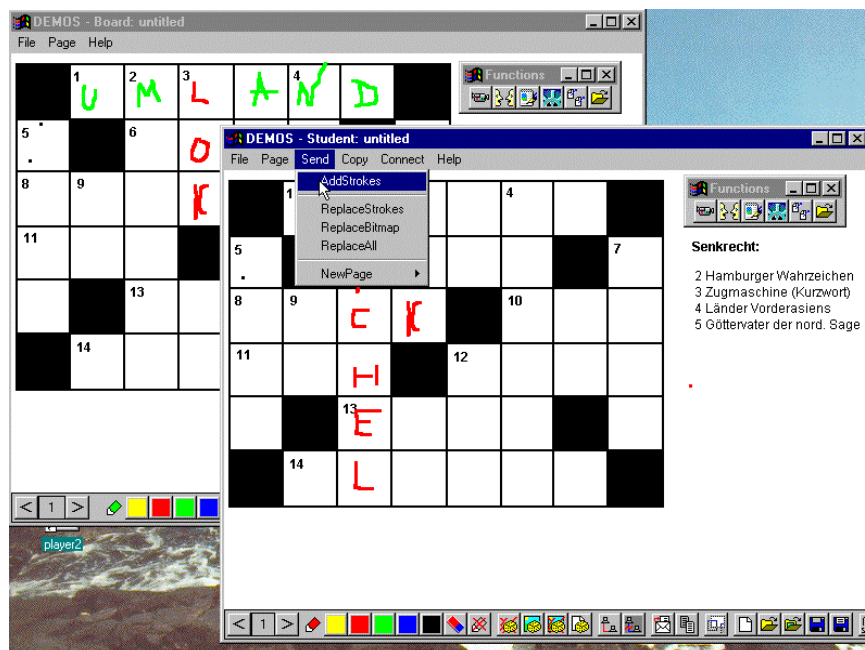 DEMOS - Board: untitled
File Page Help
1 2 3 4
U M L A N D
5 6
O
8 9
K
11
13
14
< 1 >
Functions
player2
DEMOS - Student: untitled
File Page Send Copy Connect Help
AddStrokes
ReplaceStrokes
ReplaceBitmap
ReplaceAll
NewPage
1 4
5 7
8 9 10
C K
11 12
H
13
E
14
L
Functions
Senkrecht:
2 Hamburger Wahrzeichen
3 Zugmaschine (Kurzwort)
4 Länder Vorderasiens
5 Göttervater der nord. Sage
< 1 >